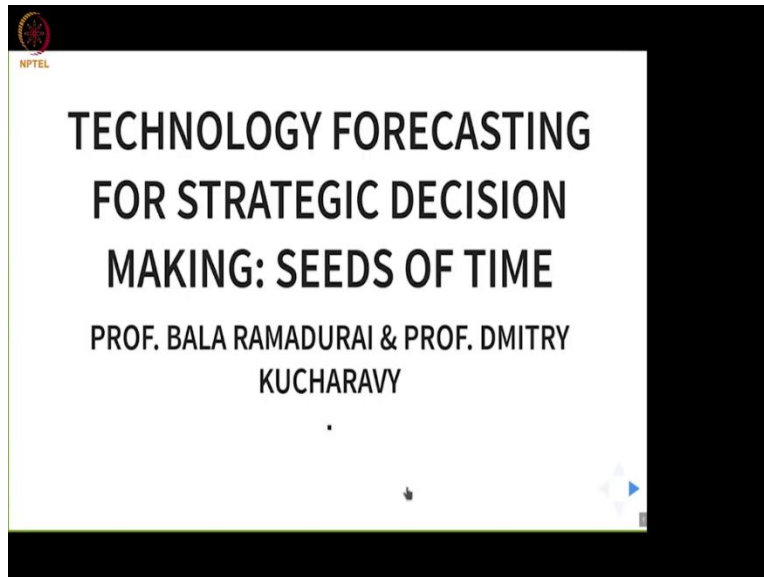 NPTEL
TECHNOLOGY FORECASTING
FOR STRATEGIC DECISION
MAKING: SEEDS OF TIME
PROF. BALA RAMADURAI & PROF. DMITRY
KUCHARAVY
.